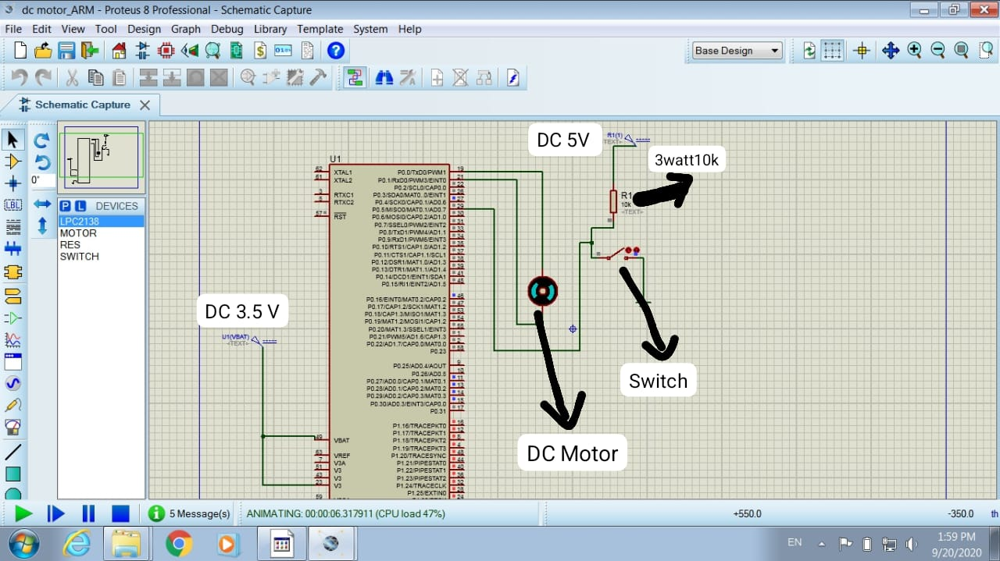 dc motor_ARM - Proteus 8 Professional - Schematic Capture
File Edit View Tool Design Graph Debug Library Template System Help
Base Design
Schematic Capture
0°
P L DEVICES
LPC2138
MOTOR
RES
SWITCH
DC 5V
R1(1)
<TEXT>
3watt10k
R1
10k
<TEXT>
Switch
DC Motor
DC 3.5 V
U1(VBAT)
<TEXT>
U1
62 XTAL1
61 XTAL2
3 RTXC1
5 RTXC2
57 RST
49 VBAT
63 VREF
7 V3A
51 V3
43 V3
23 V3
59
P0.0/TxD0/PWM1 19
P0.1/RxD0/PWM3/EINT0 21
P0.2/SCL0/CAP0.0 22
P0.3/SDA0/MAT0.0/EINT1 26
P0.4/SCK0/CAP0.1/AD0.6 27
P0.5/MISO0/MAT0.1/AD0.7 29
P0.6/MOSI0/CAP0.2/AD1.0 30
P0.7/SSEL0/PWM2/EINT2 31
P0.8/TxD1/PWM4/AD1.1 33
P0.9/RxD1/PWM6/EINT3 34
P0.10/RTS1/CAP1.0/AD1.2 35
P0.11/CTS1/CAP1.1/SCL1 37
P0.12/DSR1/MAT1.0/AD1.3 38
P0.13/DTR1/MAT1.1/AD1.4 39
P0.14/DCD1/EINT1/SDA1 41
P0.15/RI1/EINT2/AD1.5 45
P0.16/EINT0/MAT0.2/CAP0.2 46
P0.17/CAP1.2/SCK1/MAT1.2 47
P0.18/CAP1.3/MISO1/MAT1.3 53
P0.19/MAT1.2/MOSI1/CAP1.2 54
P0.20/MAT1.3/SSEL1/EINT3 55
P0.21/PWM5/AD1.6/CAP1.3 1
P0.22/AD1.7/CAP0.0/MAT0.0 2
P0.23 58
P0.25/AD0.4/AOUT 9
P0.26/AD0.5 10
P0.27/AD0.0/CAP0.1/MAT0.1 11
P0.28/AD0.1/CAP0.2/MAT0.2 13
P0.29/AD0.2/CAP0.3/MAT0.3 14
P0.30/AD0.3/EINT3/CAP0.0 15
P0.31 17
P1.16/TRACEPKT0 16
P1.17/TRACEPKT1 12
P1.18/TRACEPKT2 8
P1.19/TRACEPKT3 4
P1.20/TRACESYNC 48
P1.21/PIPESTAT0 44
P1.22/PIPESTAT1 40
P1.23/PIPESTAT2 36
P1.24/TRACECLK 32
P1.25/EXTIN0 28
24
5 Message(s) ANIMATING: 00:00:06.317911 (CPU load 47%) +550.0 -350.0 th
EN 1:59 PM
9/20/2020